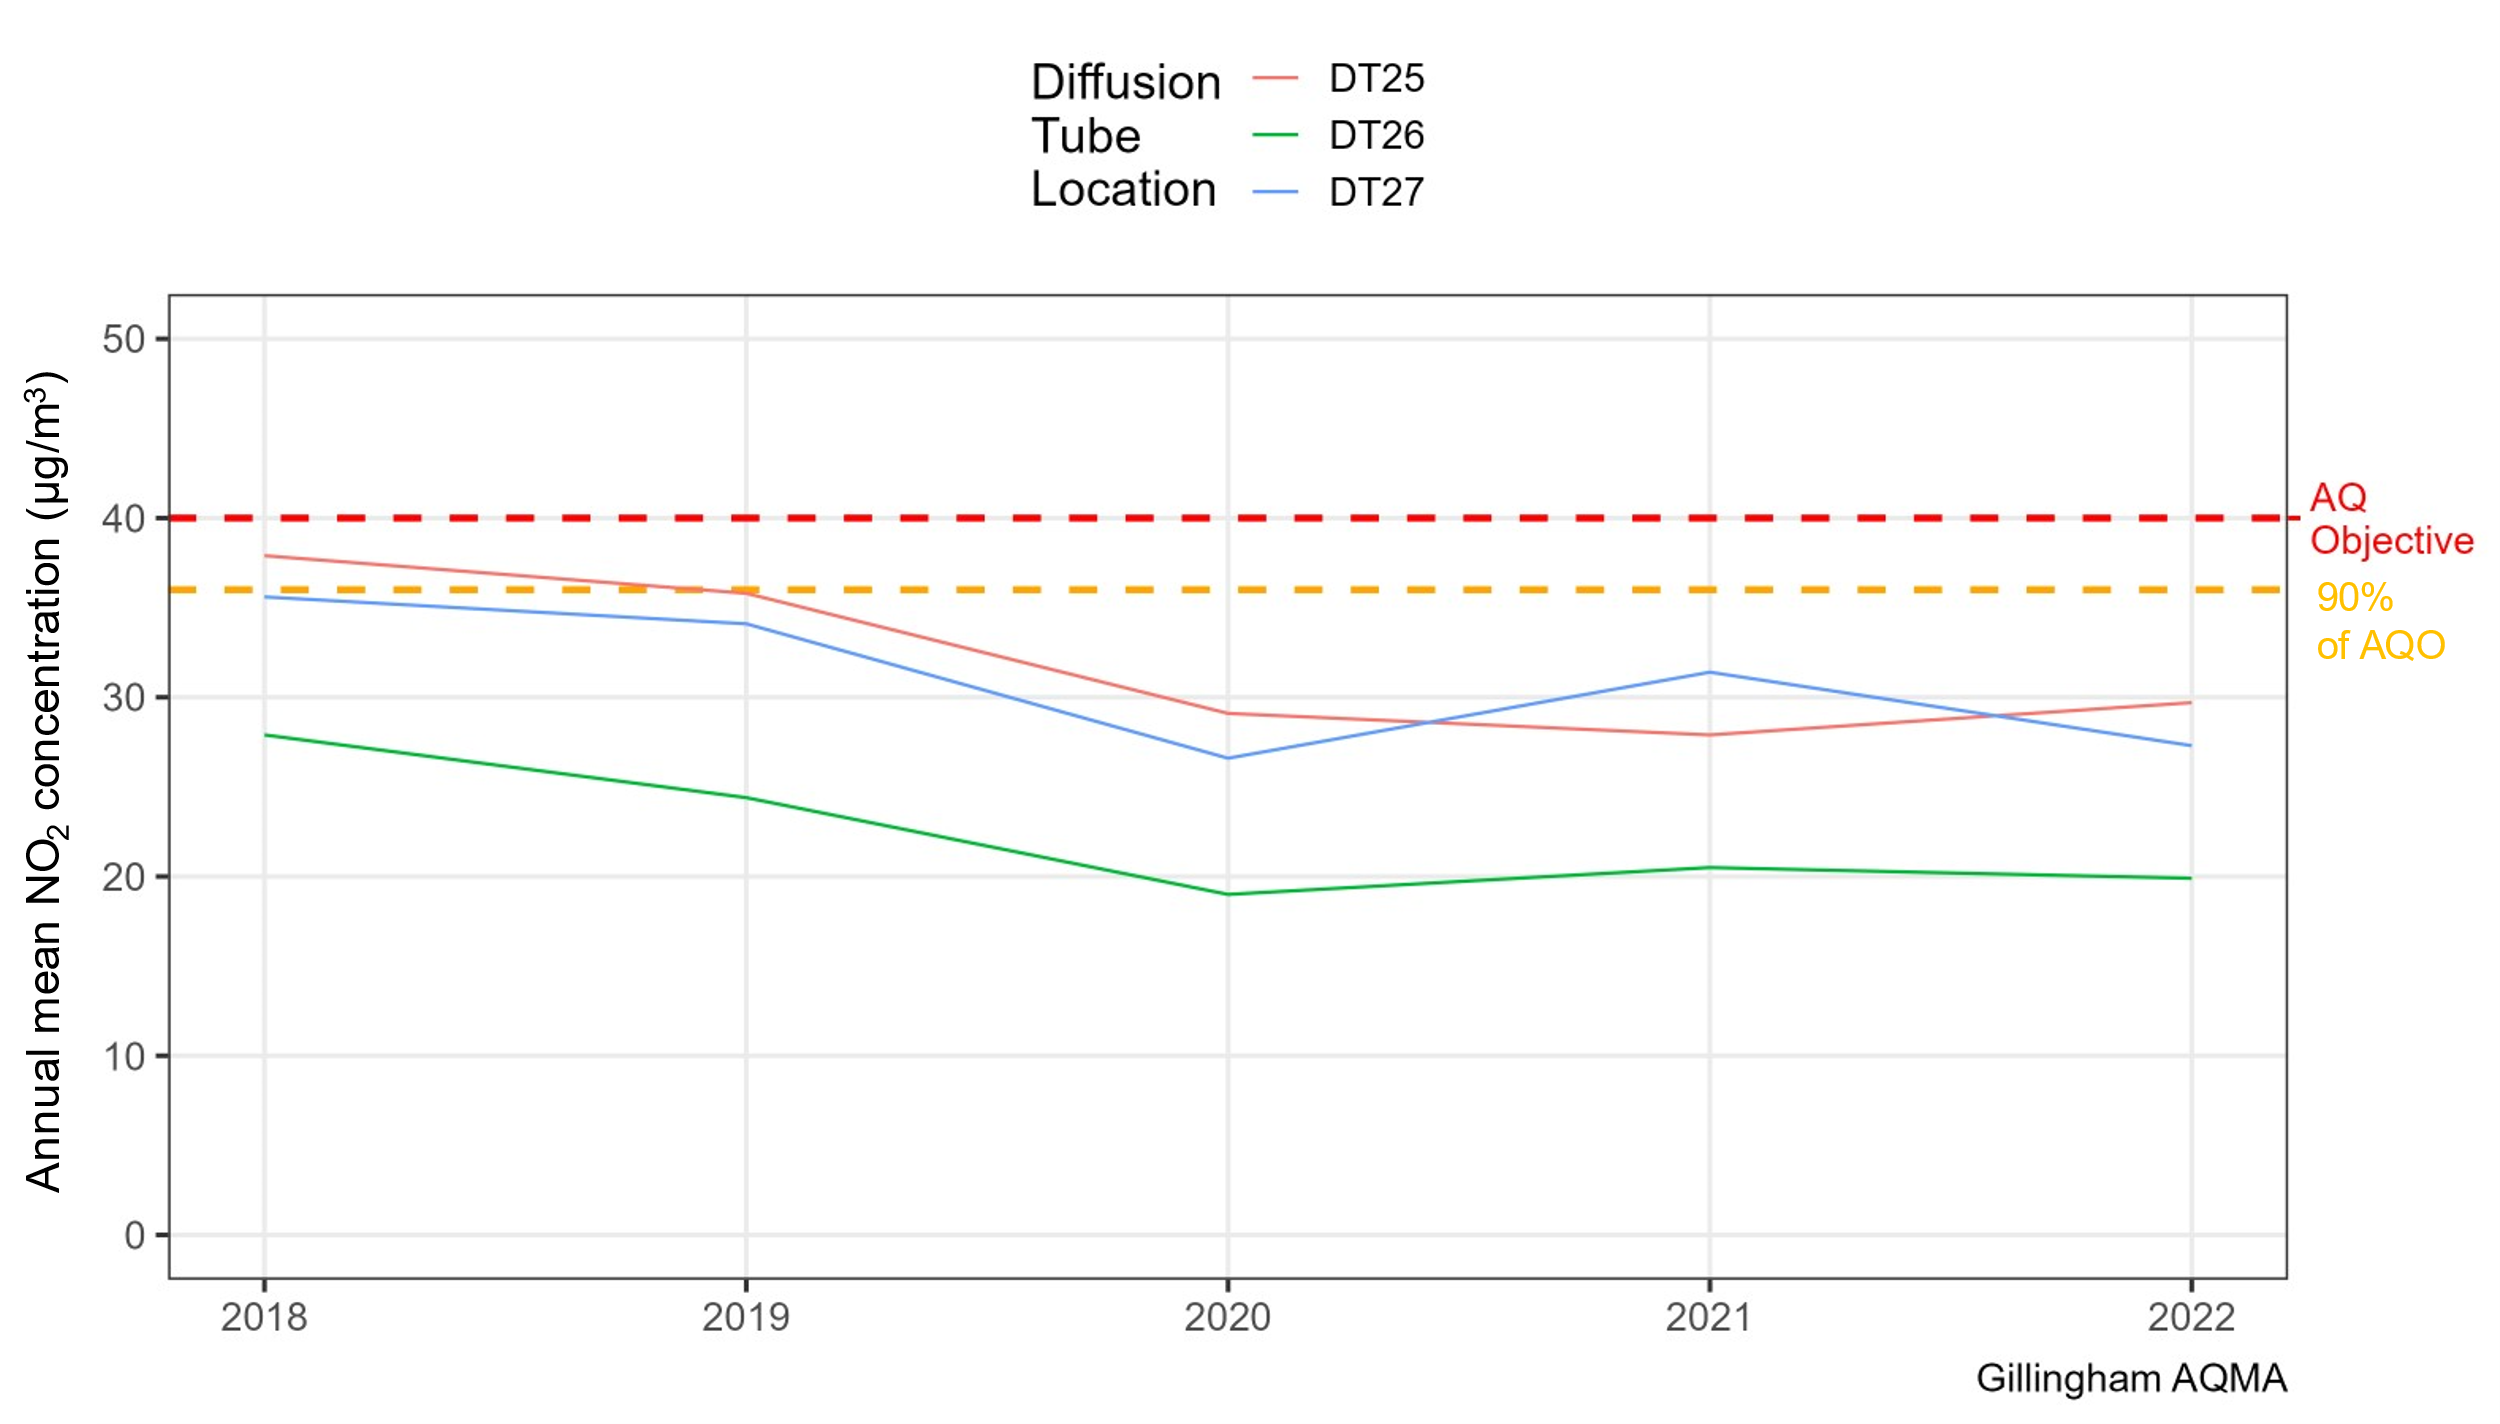 Diffusion
Tube
Location
DT25
DT26
DT27
Annual mean NO₂ concentration (µg/m³)
50
40
30
20
10
0
AQ
Objective
90%
of AQO
2018
2019
2020
2021
2022
Gillingham AQMA